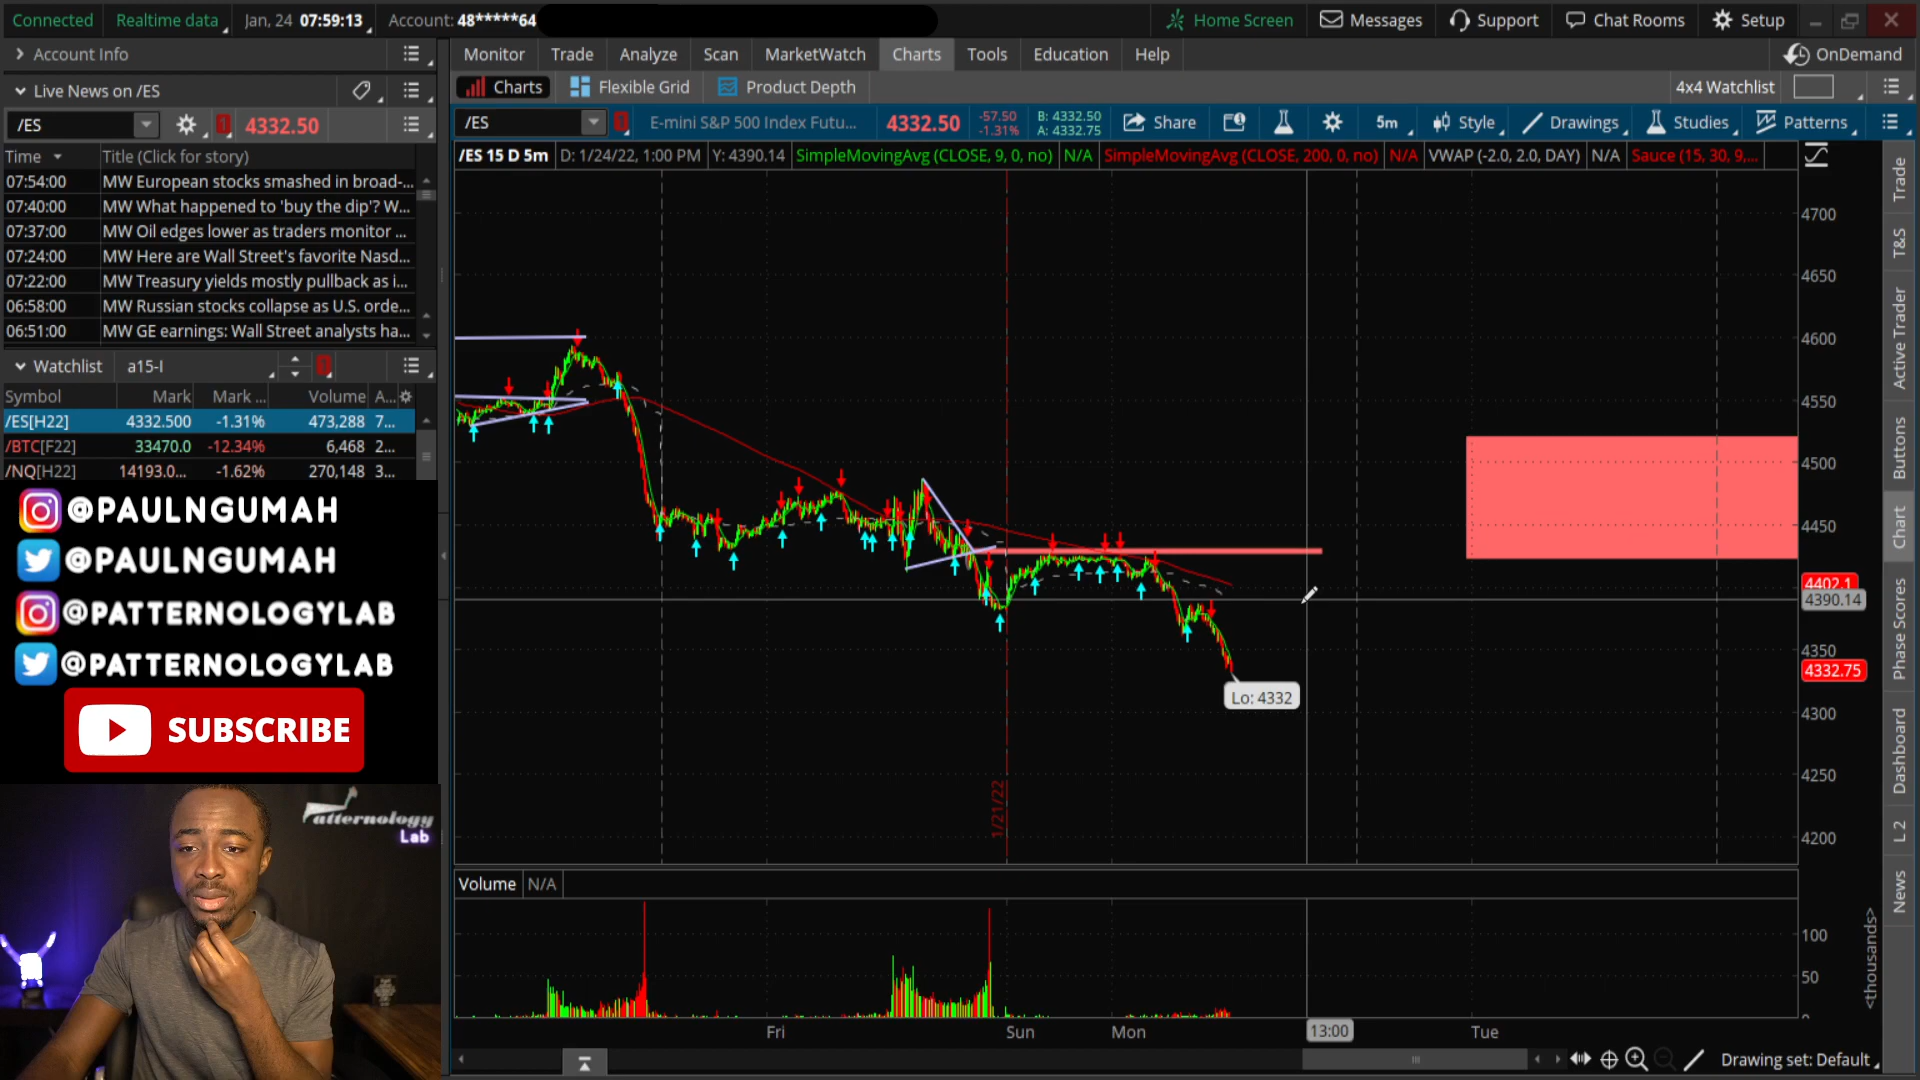 Connected Realtime data Jan, 24 07:59:13 Account: 48*****64 Home Screen Messages Support Chat Rooms Setup
Account Info
Monitor Trade Analyze Scan MarketWatch Charts Tools Education Help OnDemand
Live News on /ES
Charts Flexible Grid Product Depth 4x4 Watchlist
/ES 4332.50
/ES E-mini S&P 500 Index Futu... 4332.50 -57.50 -1.31% B: 4332.50 A: 4332.75 Share 5m Style Drawings Studies Patterns
Time Title (Click for story)
/ES 15 D 5m D: 1/24/22, 1:00 PM Y: 4390.14 SimpleMovingAvg (CLOSE, 9, 0, no) N/A SimpleMovingAvg (CLOSE, 200, 0, no) N/A VWAP (-2.0, 2.0, DAY) N/A Sauce (15, 30, 9,...
07:54:00 MW European stocks smashed in broad-...
07:40:00 MW What happened to 'buy the dip'? W...
07:37:00 MW Oil edges lower as traders monitor ...
07:24:00 MW Here are Wall Street's favorite Nasd...
07:22:00 MW Treasury yields mostly pullback as i...
06:58:00 MW Russian stocks collapse as U.S. orde...
06:51:00 MW GE earnings: Wall Street analysts ha...
Watchlist a15-I
Symbol Mark Mark ... Volume A...
/ES[H22] 4332.500 -1.31% 473,288 7...
/BTC[F22] 33470.0 -12.34% 6,468 2...
/NQ[H22] 14193.0... -1.62% 270,148 3...
@PAULNGUMAH
@PAULNGUMAH
@PATTERNOLOGYLAB
@PATTERNOLOGYLAB
SUBSCRIBE
Patternology
Lab
4700
4650
4600
4550
4500
4450
4402.1
4390.14
4350
4332.75
4300
4250
4200
Lo: 4332
1/21/22
Volume N/A
100
50
0
<thousands>
Fri Sun Mon 13:00 Tue
Drawing set: Default
Trade
T&S
Active Trader
Buttons
Chart
Phase Scores
Dashboard
L 2
News